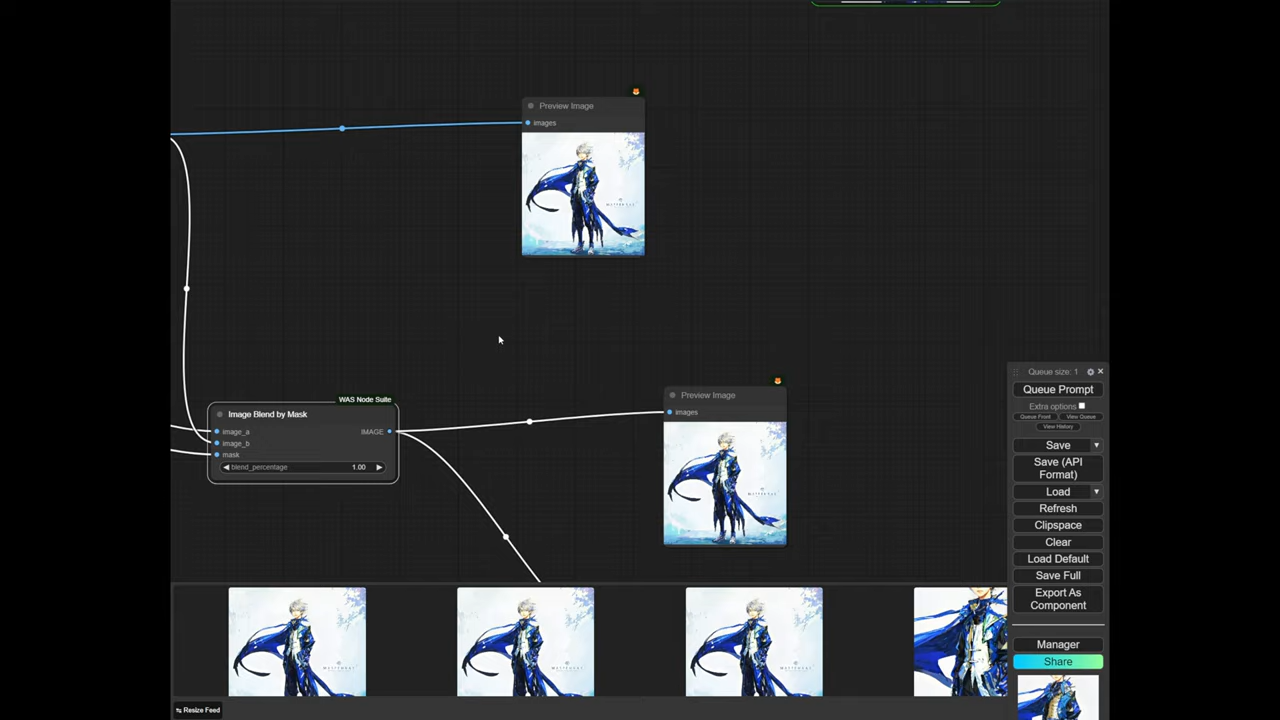 Preview Image
images
WAS Node Suite
Image Blend by Mask
image_a
IMAGE
image_b
mask
blend_percentage
1.00
Preview Image
images
Queue size: 1
Queue Prompt
Extra options
Queue Front
View Queue
View History
Save
Save (API
Format)
Load
Refresh
Clipspace
Clear
Load Default
Save Full
Export As
Component
Manager
Share
Resize Feed